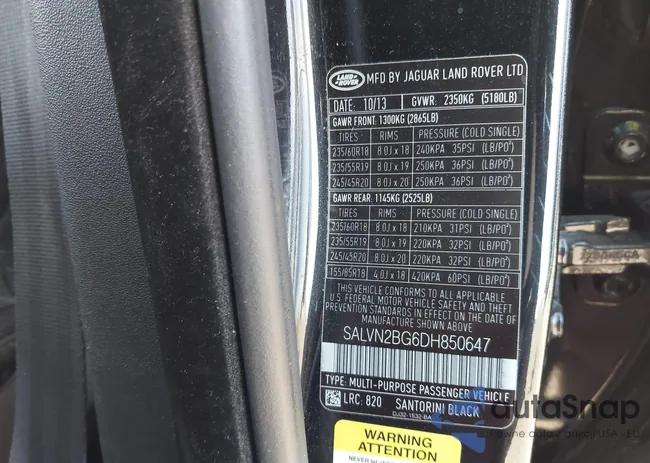 LAND ROVER MFD BY JAGUAR LAND ROVER LTD
DATE: 10/13 GVWR: 2350KG (5180LB)
GAWR FRONT: 1300KG (2865LB)
TIRES RIMS PRESSURE (COLD SINGLE)
235/60R18 8.0J x 18 240KPA 35PSI (LB/PO²)
235/55R19 8.0J x 19 250KPA 36PSI (LB/PO²)
245/45R20 8.0J x 20 250KPA 36PSI (LB/PO²)
GAWR REAR: 1145KG (2525LB)
TIRES RIMS PRESSURE (COLD SINGLE)
235/60R18 8.0J x 18 210KPA 31PSI (LB/PO²)
235/55R19 8.0J x 19 220KPA 32PSI (LB/PO²)
245/45R20 8.0J x 20 220KPA 32PSI (LB/PO²)
155/85R18 4.0J x 18 420KPA 60PSI (LB/PO²)
THIS VEHICLE CONFORMS TO ALL APPLICABLE
U.S. FEDERAL MOTOR VEHICLE SAFETY AND THEFT
PREVENTION STANDARDS IN EFFECT ON THE DATE OF
MANUFACTURE SHOWN ABOVE
SALVN2BG6DH850647
TYPE: MULTI-PURPOSE PASSENGER VEHICLE
LRC: 820 SANTORINI BLACK
DJ32-1532-BA
WARNING
ATTENTION
autoSnap
aukcji USA - EU